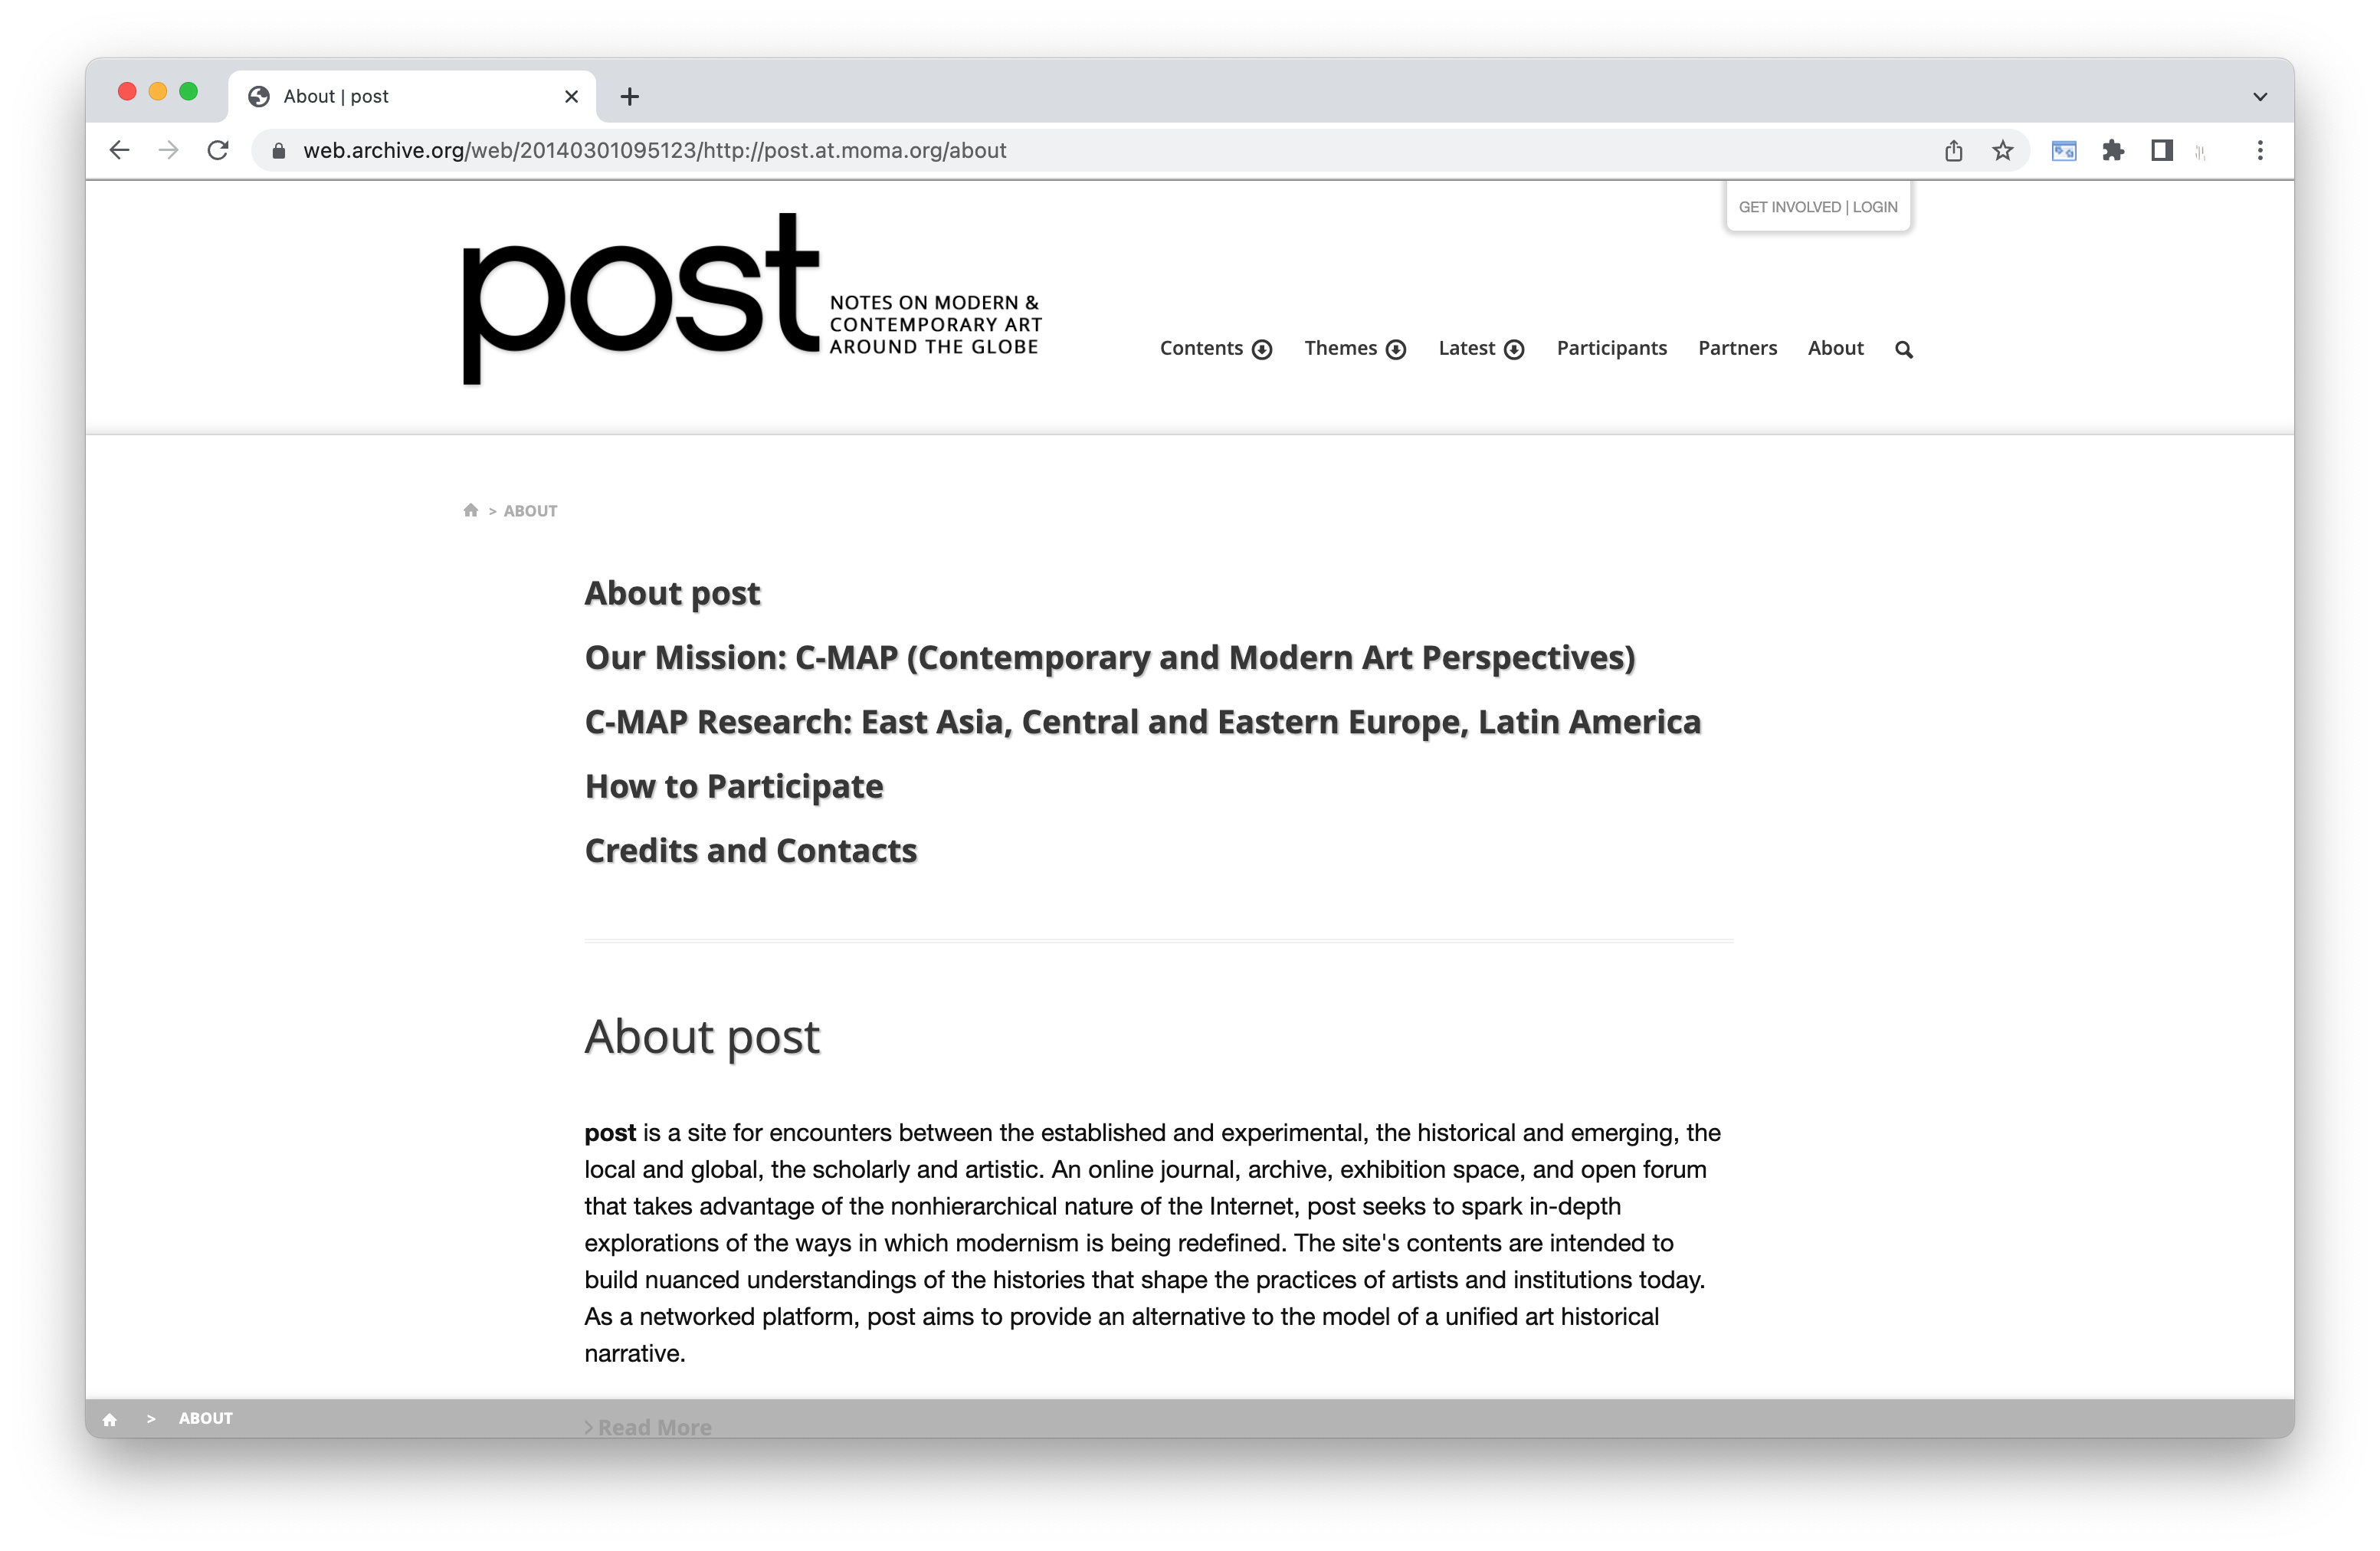 About | post
web.archive.org/web/20140301095123/http://post.at.moma.org/about
GET INVOLVED | LOGIN
post
NOTES ON MODERN &
CONTEMPORARY ART
AROUND THE GLOBE
Contents Themes Latest Participants Partners About
> ABOUT
About post
Our Mission: C-MAP (Contemporary and Modern Art Perspectives)
C-MAP Research: East Asia, Central and Eastern Europe, Latin America
How to Participate
Credits and Contacts
About post
post is a site for encounters between the established and experimental, the historical and emerging, the
local and global, the scholarly and artistic. An online journal, archive, exhibition space, and open forum
that takes advantage of the nonhierarchical nature of the Internet, post seeks to spark in-depth
explorations of the ways in which modernism is being redefined. The site's contents are intended to
build nuanced understandings of the histories that shape the practices of artists and institutions today.
As a networked platform, post aims to provide an alternative to the model of a unified art historical
narrative.
> ABOUT
> Read More